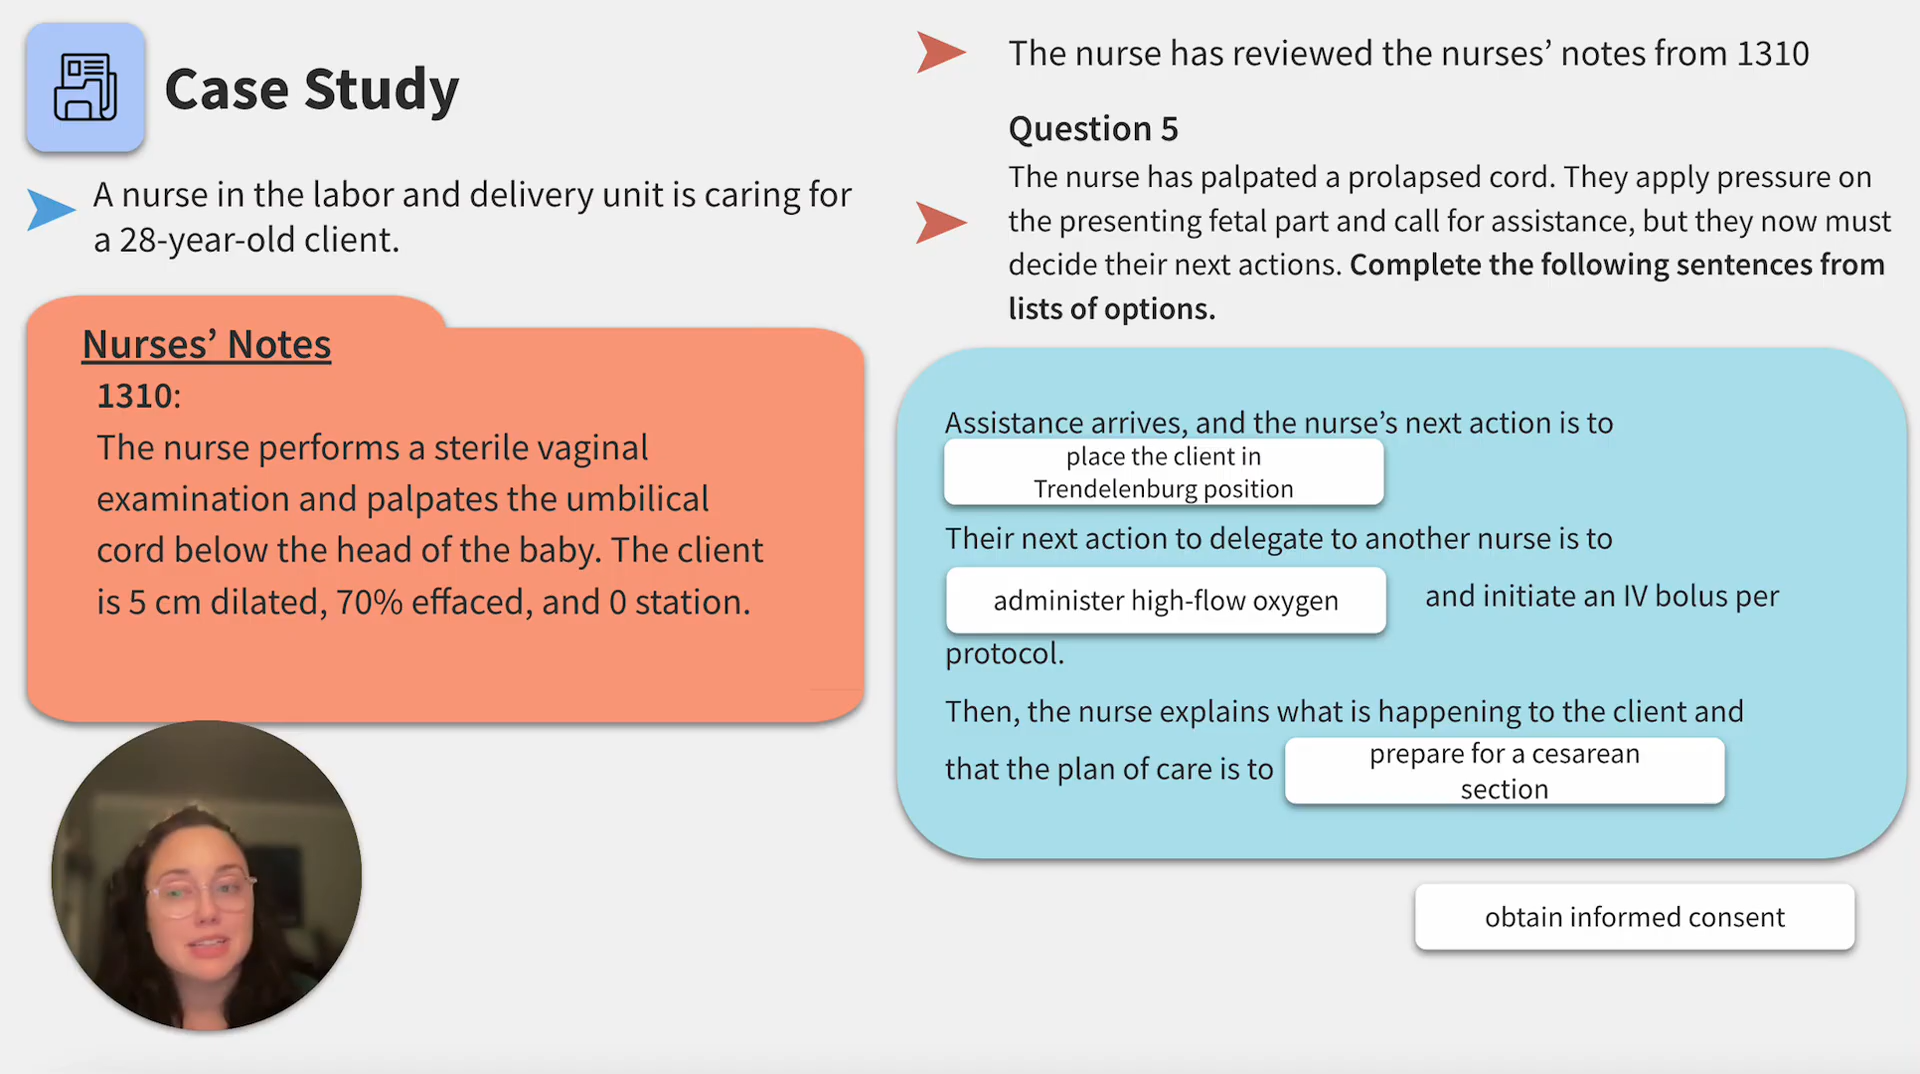 Case Study
A nurse in the labor and delivery unit is caring for
a 28-year-old client.
Nurses’ Notes
1310:
The nurse performs a sterile vaginal
examination and palpates the umbilical
cord below the head of the baby. The client
is 5 cm dilated, 70% effaced, and 0 station.
The nurse has reviewed the nurses’ notes from 1310
Question 5
The nurse has palpated a prolapsed cord. They apply pressure on
the presenting fetal part and call for assistance, but they now must
decide their next actions. Complete the following sentences from
lists of options.
Assistance arrives, and the nurse’s next action is to
place the client in
Trendelenburg position
Their next action to delegate to another nurse is to
administer high-flow oxygen and initiate an IV bolus per
protocol.
Then, the nurse explains what is happening to the client and
that the plan of care is to prepare for a cesarean
section
obtain informed consent